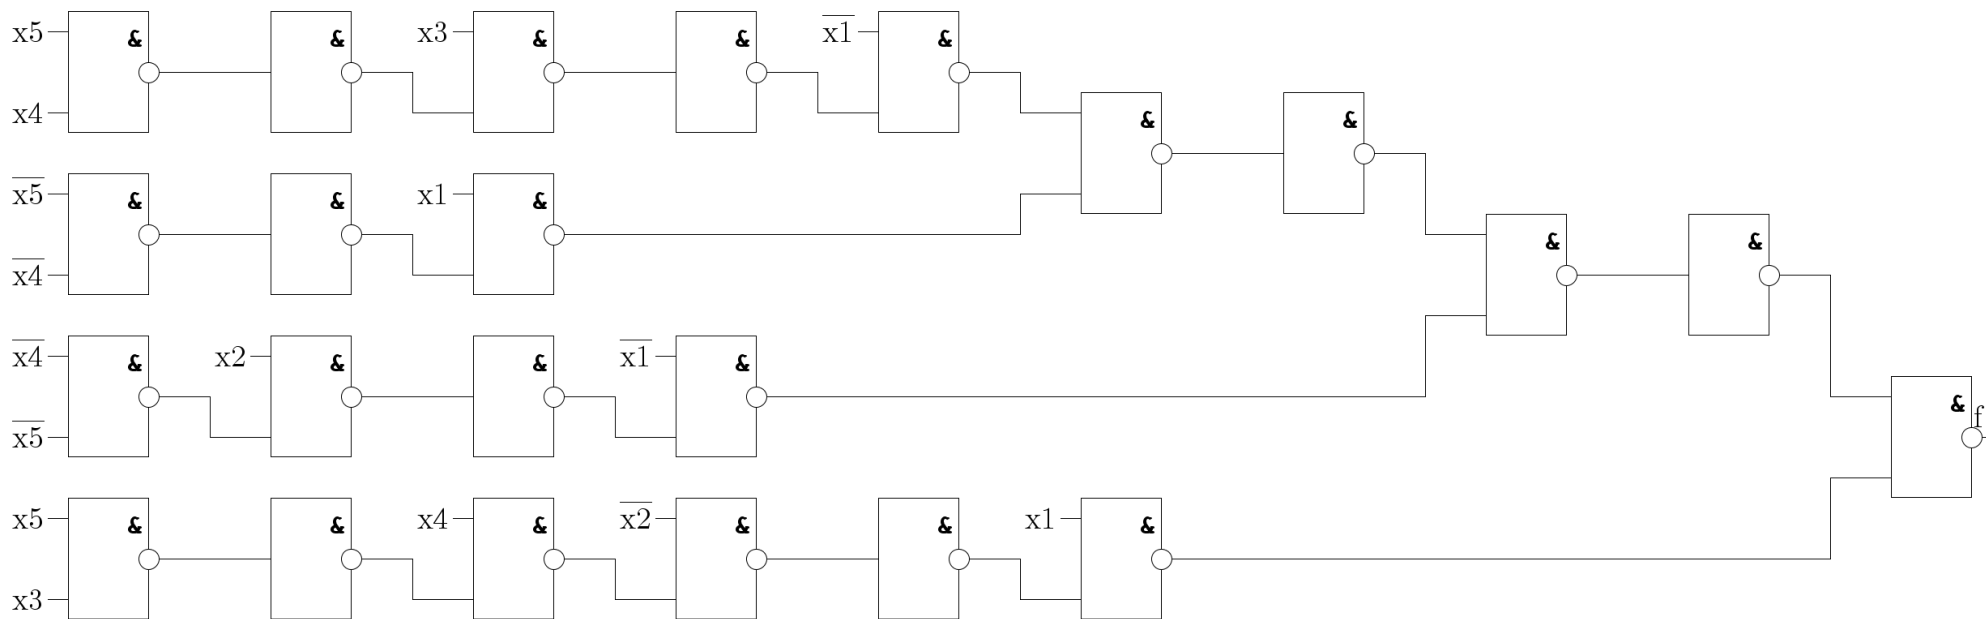 x5 & & x3 & & x̅1̅ &
x4 & &
x̅5̅ & & x1 &
x̅4̅ & &
x̅4̅ & x2 & & x̅1̅ &
x̅5̅ & f
x5 & & x4 & x̅2̅ & & x1 &
x3